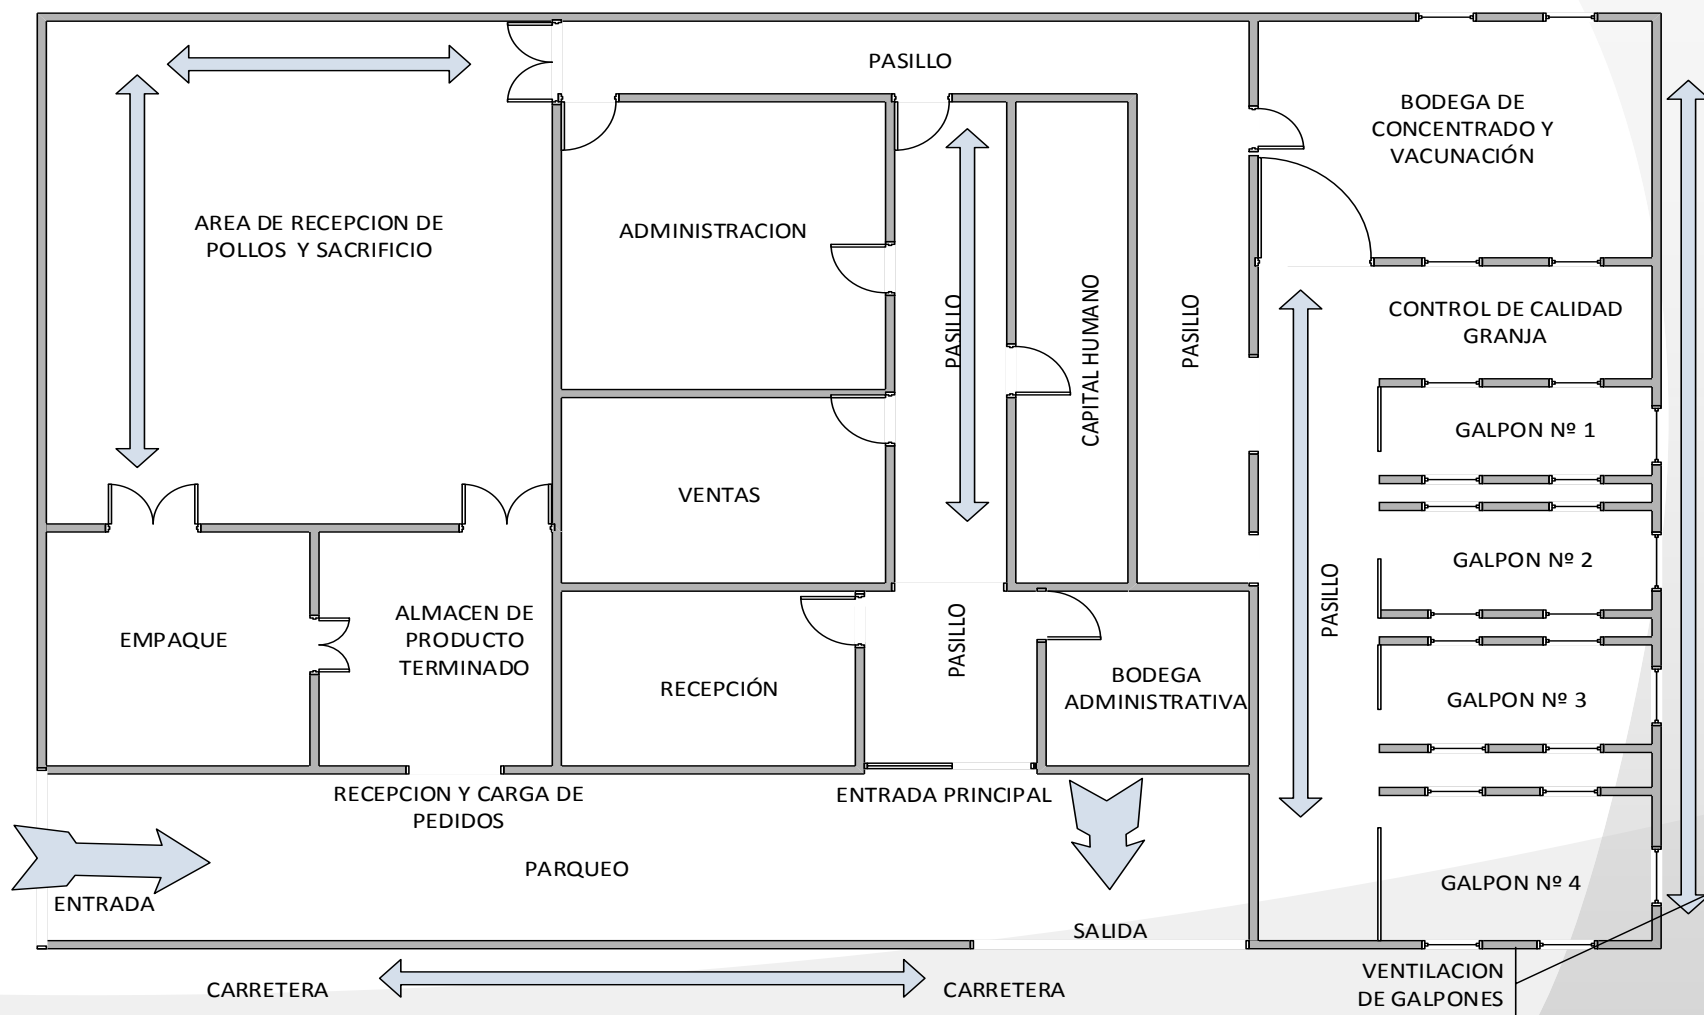 PASILLO
BODEGA DE
CONCENTRADO Y
VACUNACIÓN
AREA DE RECEPCION DE
POLLOS Y SACRIFICIO
ADMINISTRACION
PASILLO
CAPITAL HUMANO
PASILLO
CONTROL DE CALIDAD
GRANJA
GALPON Nº 1
VENTAS
GALPON Nº 2
PASILLO
EMPAQUE
ALMACEN DE
PRODUCTO
TERMINADO
RECEPCIÓN
PASILLO
BODEGA
ADMINISTRATIVA
GALPON Nº 3
RECEPCION Y CARGA DE
PEDIDOS
ENTRADA PRINCIPAL
PARQUEO
ENTRADA
GALPON Nº 4
SALIDA
CARRETERA
CARRETERA
VENTILACION
DE GALPONES